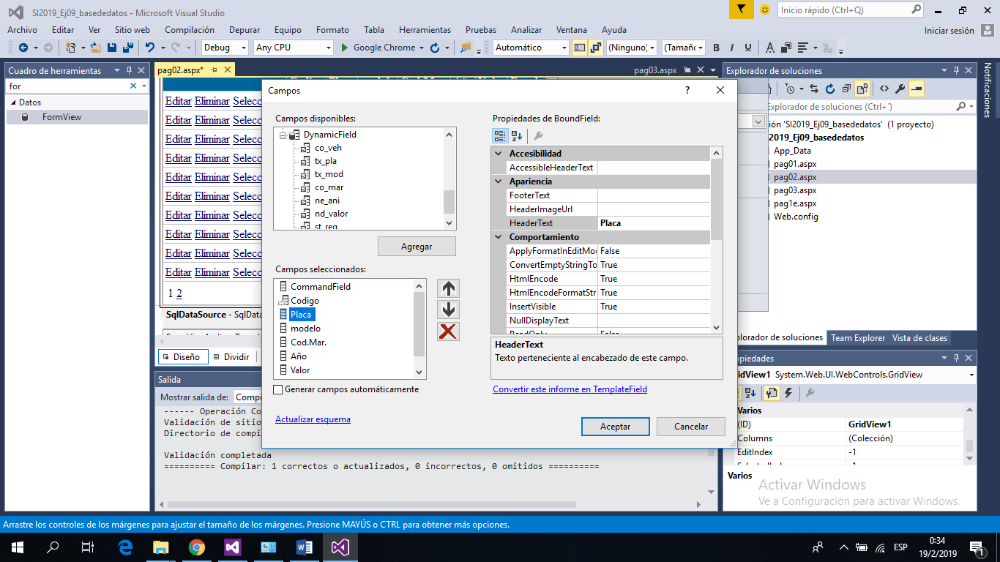 SI2019_Ej09_basededatos - Microsoft Visual Studio
Inicio rápido (Ctrl+Q)
Archivo Editar Ver Sitio web Compilación Depurar Equipo Formato Tabla Herramientas Pruebas Analizar Ventana Ayuda
Iniciar sesión
Debug Any CPU Google Chrome Automático (Ninguno) (Tamaño
Cuadro de herramientas
for
Datos
FormView
pag02.aspx*
pag03.aspx
Editar Eliminar Selecc
Editar Eliminar Selecc
Editar Eliminar Selecc
Editar Eliminar Selecc
Editar Eliminar Selecc
Editar Eliminar Selecc
Editar Eliminar Selecc
Editar Eliminar Selecc
Editar Eliminar Selecc
Editar Eliminar Selecc
1 2
SqlDataSource - SqlData
Diseño Dividir
Campos
Campos disponibles:
DynamicField
co_veh
tx_pla
tx_mod
co_mar
ne_ani
nd_valor
st_reg
Agregar
Campos seleccionados:
CommandField
Codigo
Placa
modelo
Cod.Mar.
Año
Valor
Generar campos automáticamente
Actualizar esquema
Propiedades de BoundField:
Accesibilidad
AccessibleHeaderText
Apariencia
FooterText
HeaderImageUrl
HeaderText Placa
Comportamiento
ApplyFormatInEditMo False
ConvertEmptyStringTo True
HtmlEncode True
HtmlEncodeFormatStr True
InsertVisible True
NullDisplayText
ReadOnly False
HeaderText
Texto perteneciente al encabezado de este campo.
Convertir este informe en TemplateField
Aceptar Cancelar
Salida
Mostrar salida de: Compi
------ Operación Co
Validación de sitio
Directorio de compi
Validación completada
========== Compilar: 1 correctos o actualizados, 0 incorrectos, 0 omitidos ==========
Explorador de soluciones
Explorador de soluciones (Ctrl+´)
ión 'SI2019_Ej09_basededatos' (1 proyecto)
2019_Ej09_basededatos
App_Data
pag01.aspx
pag02.aspx
pag03.aspx
pag1e.aspx
Web.config
Notificaciones
plorador de soluciones Team Explorer Vista de clases
opiedades
ridView1 System.Web.UI.WebControls.GridView
Varios
(ID) GridView1
Columns (Colección)
EditIndex -1
Varios
Activar Windows
Ve a Configuración para activar Windows.
Arrastre los controles de los márgenes para ajustar el tamaño de los márgenes. Presione MAYÚS o CTRL para obtener más opciones.
ESP
0:34
19/2/2019
1